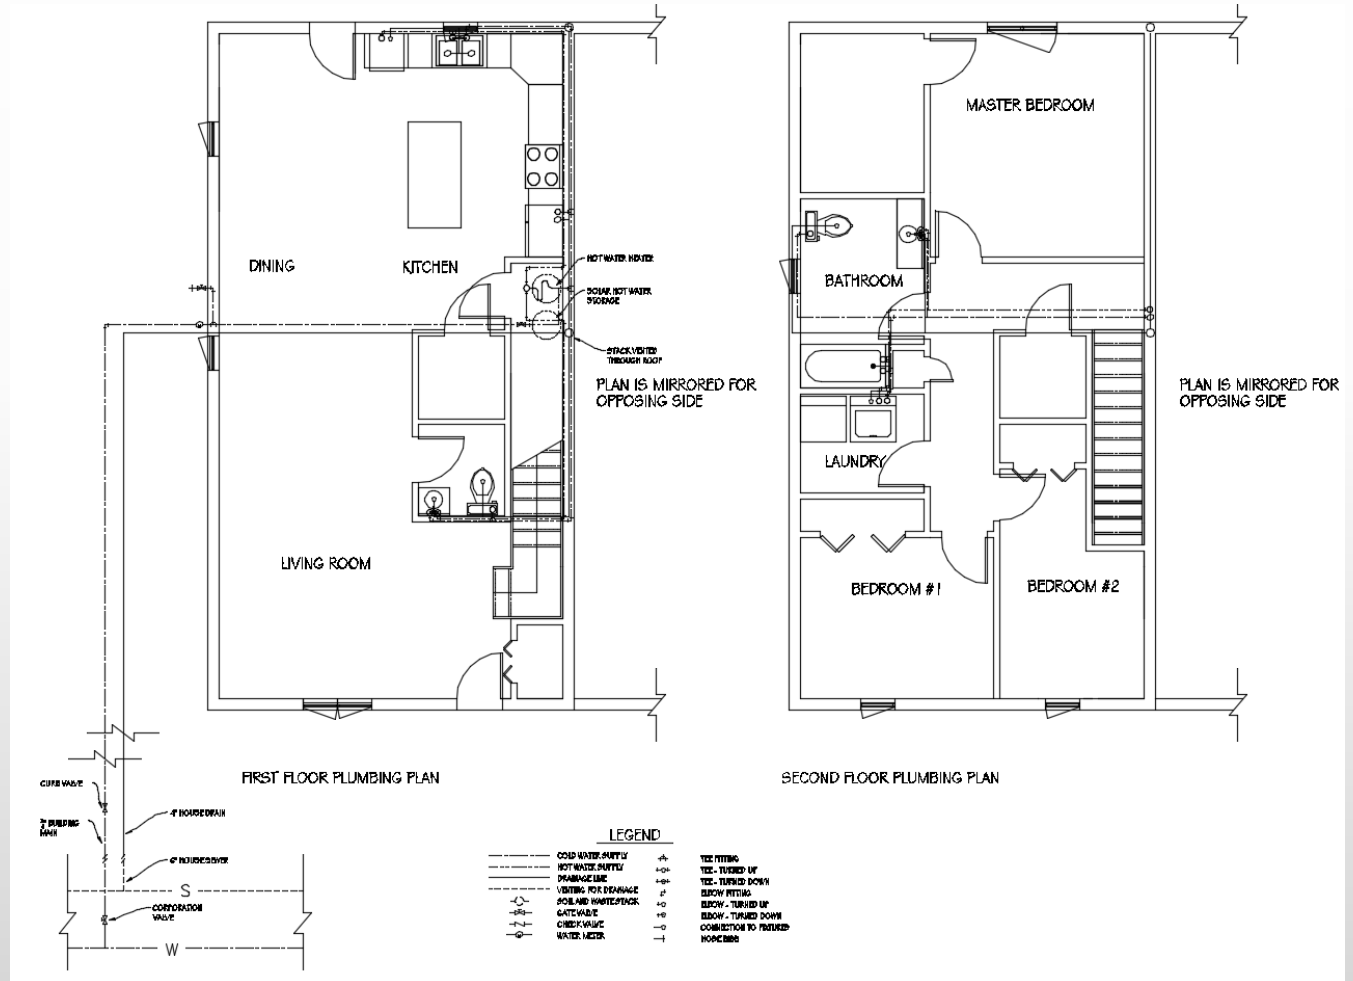 MASTER BEDROOM
DINING
KITCHEN
HOT WATER HEATER
SOLAR HOT WATER
STORAGE
BATHROOM
STACK VENTED
THROUGH ROOF
PLAN IS MIRRORED FOR
OPPOSING SIDE
PLAN IS MIRRORED FOR
OPPOSING SIDE
LAUNDRY
LIVING ROOM
BEDROOM #1
BEDROOM #2
FIRST FLOOR PLUMBING PLAN
SECOND FLOOR PLUMBING PLAN
CURB VALVE
BUILDING
MAIN
4" HOUSE DRAIN
6" HOUSE SEWER
S
CORPORATION
VALVE
W
LEGEND
COLD WATER SUPPLY
HOT WATER SUPPLY
DRAINAGE LINE
VENTING FOR DRAINAGE
SOIL AND WASTE STACK
GATE VALVE
CHECK VALVE
WATER METER
TEE FITTING
TEE - TURNED UP
TEE - TURNED DOWN
ELBOW FITTING
ELBOW - TURNED UP
ELBOW - TURNED DOWN
CONNECTION TO FIXTURES
HOSE BIBB